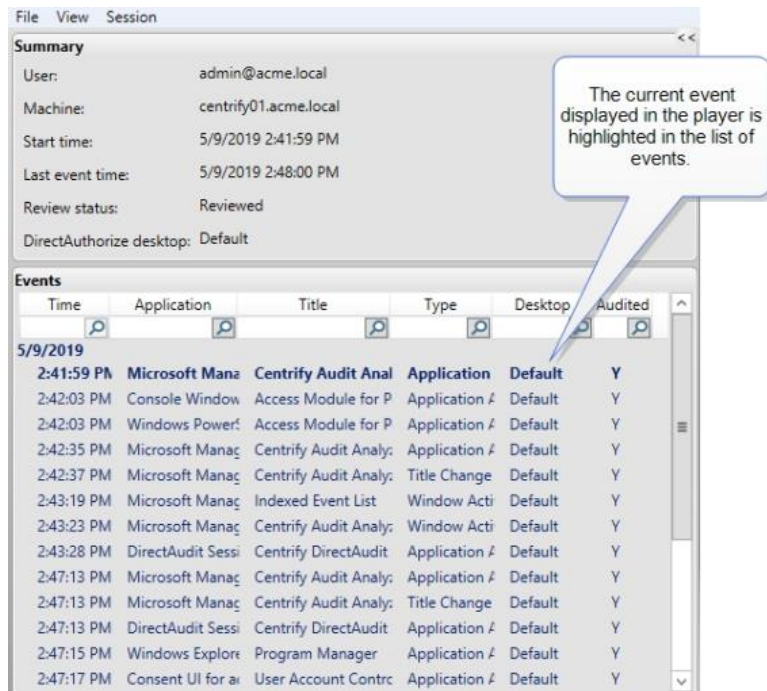 File View Session
<<
Summary
User: admin@acme.local
Machine: centrify01.acme.local
Start time: 5/9/2019 2:41:59 PM
Last event time: 5/9/2019 2:48:00 PM
Review status: Reviewed
DirectAuthorize desktop: Default
The current event
displayed in the player is
highlighted in the list of
events.
Events
Time Application Title Type Desktop Audited
5/9/2019
2:41:59 PM Microsoft Mana Centrify Audit Anal Application Default Y
2:42:03 PM Console Window Access Module for P Application A Default Y
2:42:03 PM Windows PowerS Access Module for P Application A Default Y
2:42:35 PM Microsoft Manag Centrify Audit Analyz Application A Default Y
2:42:37 PM Microsoft Manag Centrify Audit Analyz Title Change Default Y
2:43:19 PM Microsoft Manag Indexed Event List Window Acti Default Y
2:43:23 PM Microsoft Manag Centrify Audit Analyz Window Acti Default Y
2:43:28 PM DirectAudit Sessi Centrify DirectAudit Application A Default Y
2:47:13 PM Microsoft Manag Centrify Audit Analyz Application A Default Y
2:47:13 PM Microsoft Manag Centrify Audit Analyz Title Change Default Y
2:47:13 PM DirectAudit Sessi Centrify DirectAudit Application A Default Y
2:47:15 PM Windows Explore Program Manager Application A Default Y
2:47:17 PM Consent UI for ad User Account Contro Application A Default Y